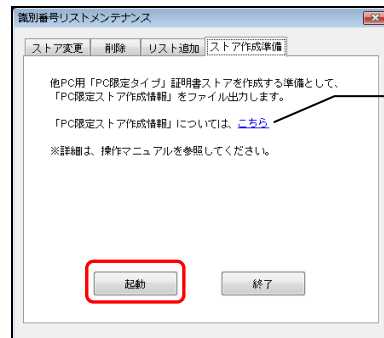 識別番号リストメンテナンス
ストア変更 削除 リスト追加 ストア作成準備
他PC用「PC限定タイプ」証明書ストアを作成する準備として、
「PC限定ストア作成情報」をファイル出力します。
「PC限定ストア作成情報」については、こちら
※詳細は、操作マニュアルを参照してください。
起動 終了